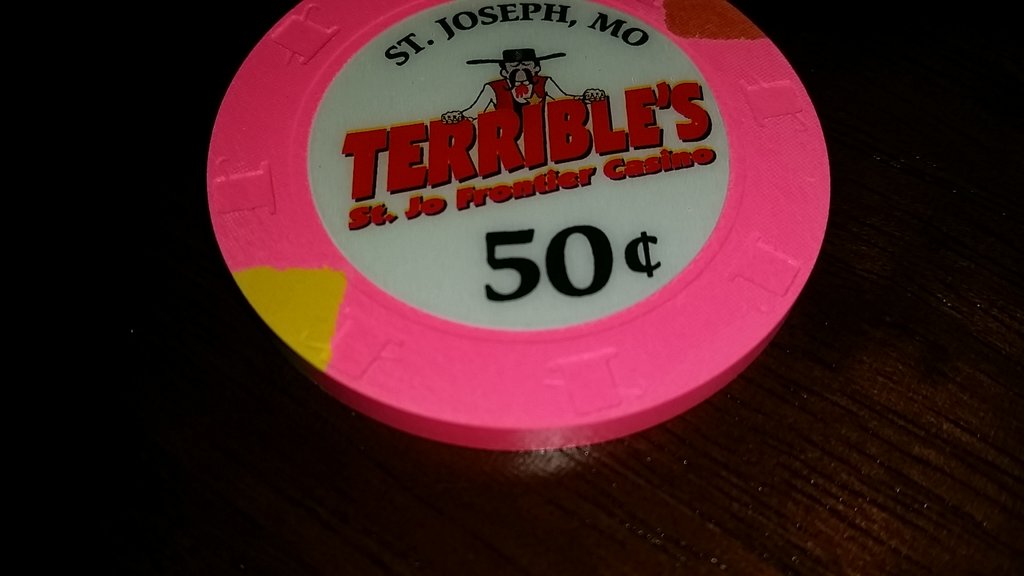 ST. JOSEPH, MO
TERRIBLE'S
St. Jo Frontier Casino
50¢